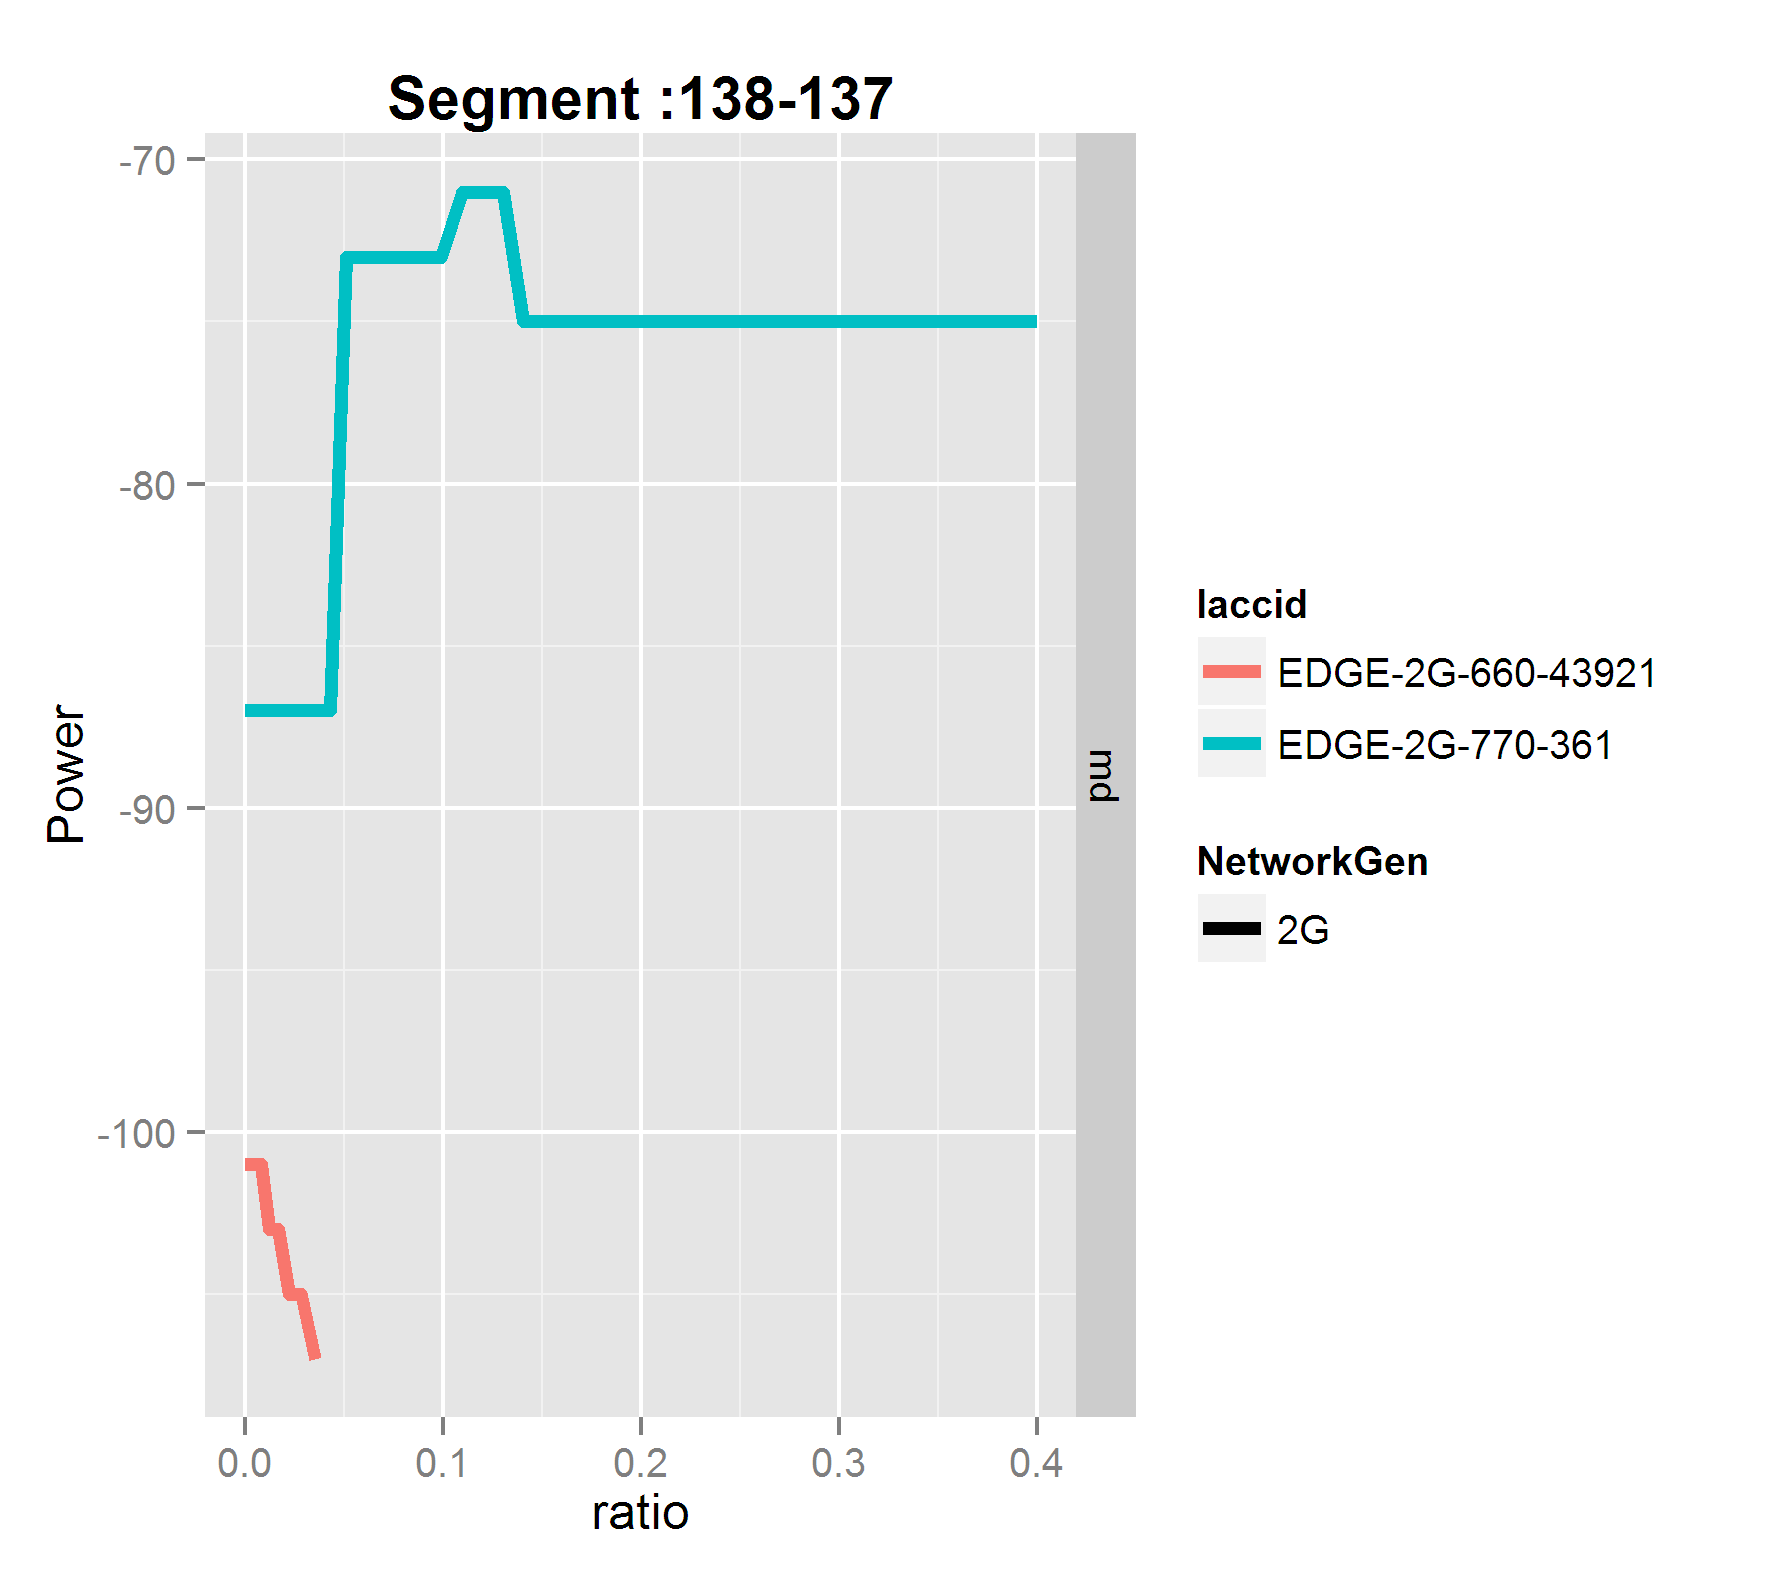 Segment :138-137
-70
-80
-90
-100
Power
0.0 0.1 0.2 0.3 0.4
ratio
md
laccid
EDGE-2G-660-43921
EDGE-2G-770-361
NetworkGen
2G